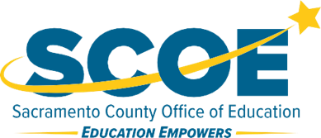 SCOE
Sacramento County Office of Education
EDUCATION EMPOWERS